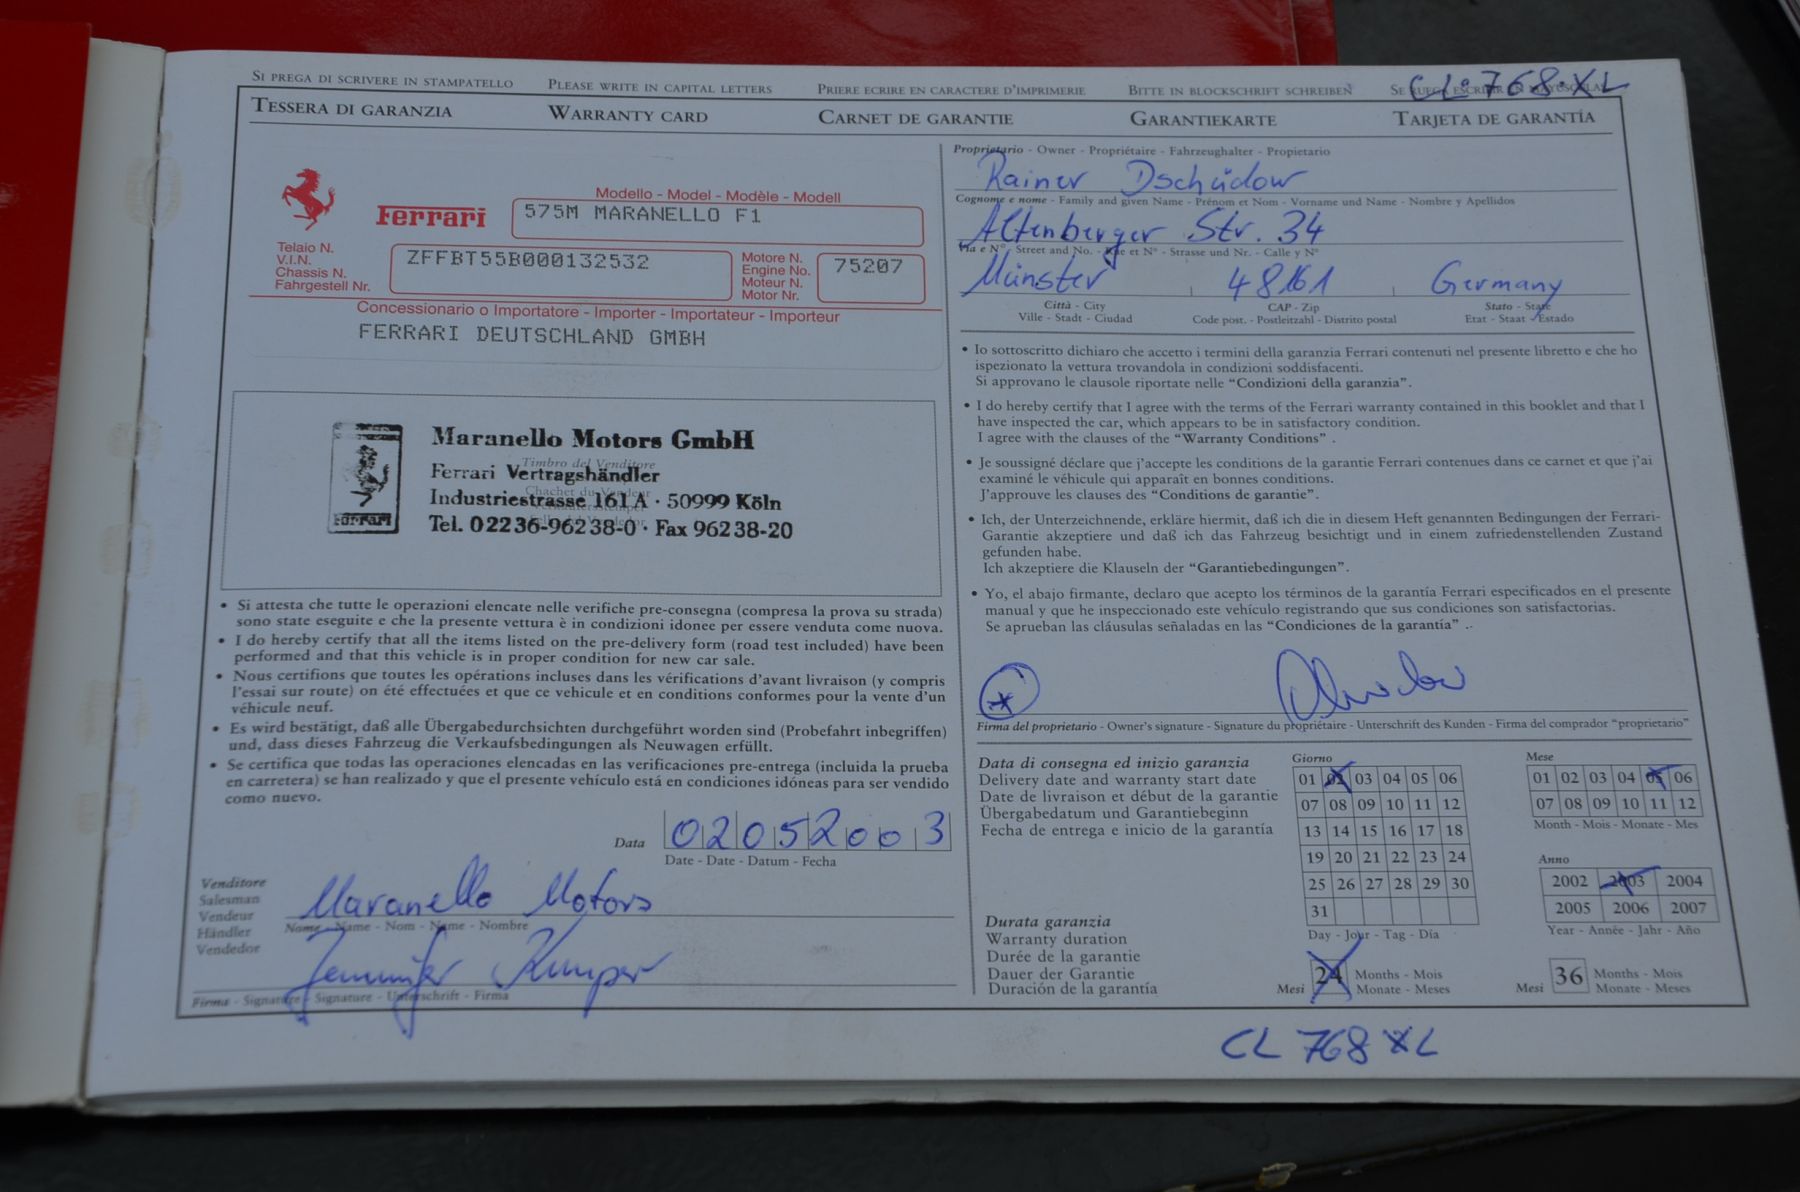 Si prega di scrivere in stampatello Please write in capital letters Priere ecrire en caractere d'imprimerie Bitte in blockschrift schreiben
CL 768 XL
Tessera di garanzia Warranty card Carnet de garantie Garantiekarte Tarjeta de garantía
Modello - Model - Modèle - Modell
Ferrari 575M MARANELLO F1
Telaio N.
V.I.N.
Chassis N.
Fahrgestell Nr.
ZFFBT55B000132532
Motore N.
Engine No.
Moteur N.
Motor Nr.
75207
Concessionario o Importatore - Importer - Importateur - Importeur
FERRARI DEUTSCHLAND GMBH
Ferrari
Maranello Motors GmbH
Timbro del Venditore
Ferrari Vertragshändler
Industriestrasse 161 A · 50999 Köln
Tel. 02236-96238-0 · Fax 96238-20
• Si attesta che tutte le operazioni elencate nelle verifiche pre-consegna (compresa la prova su strada)
sono state eseguite e che la presente vettura è in condizioni idonee per essere venduta come nuova.
• I do hereby certify that all the items listed on the pre-delivery form (road test included) have been
performed and that this vehicle is in proper condition for new car sale.
• Nous certifions que toutes les opérations incluses dans les vérifications d'avant livraison (y compris
l'essai sur route) on été effectuées et que ce vehicule et en conditions conformes pour la vente d'un
véhicule neuf.
• Es wird bestätigt, daß alle Übergabedurchsichten durchgeführt worden sind (Probefahrt inbegriffen)
und, dass dieses Fahrzeug die Verkaufsbedingungen als Neuwagen erfüllt.
• Se certifica que todas las operaciones elencadas en las verificaciones pre-entrega (incluida la prueba
en carretera) se han realizado y que el presente vehículo está en condiciones idóneas para ser vendido
como nuevo.
Data 02052003
Date - Date - Datum - Fecha
Venditore
Salesman
Vendeur
Händler
Vendedor
Maranello Motors
Nome - Name - Nom - Name - Nombre
Jennifer
Firma - Signature - Signature - Unterschrift - Firma
Proprietario - Owner - Propriétaire - Fahrzeughalter - Propietario
Rainer Dschüdow
Cognome e nome - Family and given Name - Prénom et Nom - Vorname und Name - Nombre y Apellidos
Altenberger Str. 34
Via e N° - Street and No. - Rue et N° - Strasse und Nr. - Calle y N°
Münster 48161 Germany
Città - City CAP - Zip Stato - State
Ville - Stadt - Ciudad Code post. - Postleitzahl - Distrito postal Etat - Staat - Estado
• Io sottoscritto dichiaro che accetto i termini della garanzia Ferrari contenuti nel presente libretto e che ho
ispezionato la vettura trovandola in condizioni soddisfacenti.
Si approvano le clausole riportate nelle “Condizioni della garanzia”.
• I do hereby certify that I agree with the terms of the Ferrari warranty contained in this booklet and that I
have inspected the car, which appears to be in satisfactory condition.
I agree with the clauses of the “Warranty Conditions” .
• Je soussigné déclare que j'accepte les conditions de la garantie Ferrari contenues dans ce carnet et que j'ai
examiné le véhicule qui apparaît en bonnes conditions.
J'approuve les clauses des “Conditions de garantie”.
• Ich, der Unterzeichnende, erkläre hiermit, daß ich die in diesem Heft genannten Bedingungen der Ferrari-
Garantie akzeptiere und daß ich das Fahrzeug besichtigt und in einem zufriedenstellenden Zustand
gefunden habe.
Ich akzeptiere die Klauseln der “Garantiebedingungen”.
• Yo, el abajo firmante, declaro que acepto los términos de la garantía Ferrari especificados en el presente
manual y que he inspeccionado este vehículo registrando que sus condiciones son satisfactorias.
Se aprueban las cláusulas señaladas en las “Condiciones de la garantía” ..
Firma del proprietario - Owner's signature - Signature du propriétaire - Unterschrift des Kunden - Firma del comprador “propietario”
Data di consegna ed inizio garanzia
Delivery date and warranty start date
Date de livraison et début de la garantie
Übergabedatum und Garantiebeginn
Fecha de entrega e inicio de la garantía
Giorno
01 02 03 04 05 06
07 08 09 10 11 12
13 14 15 16 17 18
19 20 21 22 23 24
25 26 27 28 29 30
31
Day - Jour - Tag - Día
Mese
01 02 03 04 05 06
07 08 09 10 11 12
Month - Mois - Monate - Mes
Anno
2002 2003 2004
2005 2006 2007
Year - Année - Jahr - Año
Durata garanzia
Warranty duration
Durée de la garantie
Dauer der Garantie
Duración de la garantía
Mesi 24 Months - Mois
Monate - Meses
Mesi 36 Months - Mois
Monate - Meses
CL 768 XL